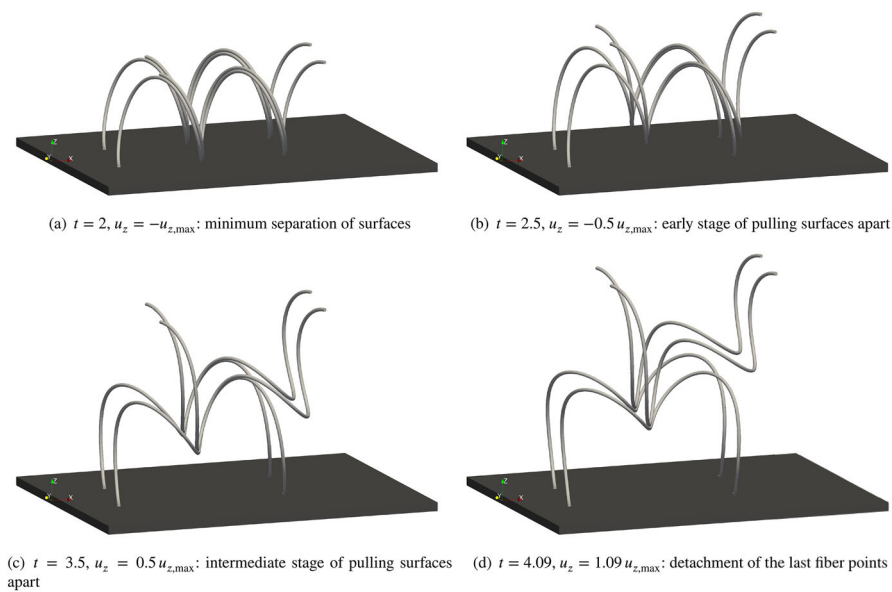 (a) t = 2, u_z = −u_z,max: minimum separation of surfaces
(b) t = 2.5, u_z = −0.5 u_z,max: early stage of pulling surfaces apart
Z
Y
X
Z
Y
X
(c) t = 3.5, u_z = 0.5 u_z,max: intermediate stage of pulling surfaces
apart
(d) t = 4.09, u_z = 1.09 u_z,max: detachment of the last fiber points
Z
Y
X
Z
Y
X